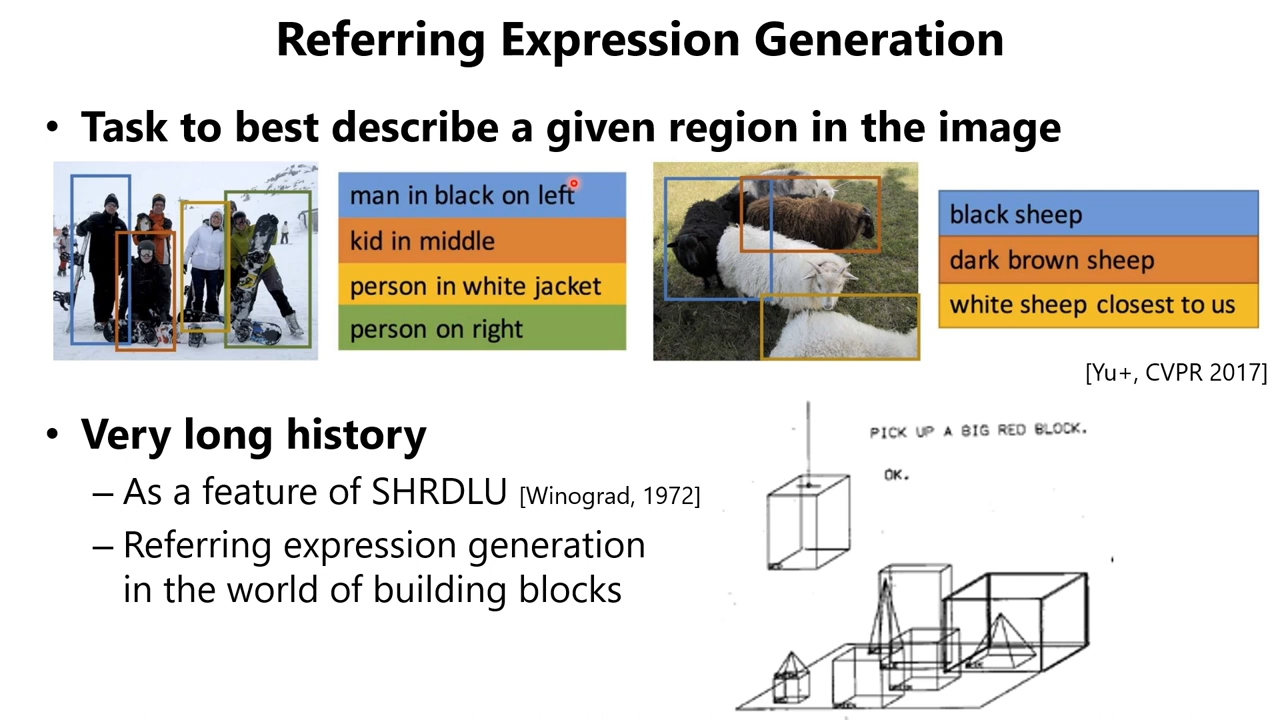 Referring Expression Generation
• Task to best describe a given region in the image
man in black on left
kid in middle
person in white jacket
person on right
black sheep
dark brown sheep
white sheep closest to us
[Yu+, CVPR 2017]
• Very long history
– As a feature of SHRDLU [Winograd, 1972]
– Referring expression generation
in the world of building blocks
PICK UP A BIG RED BLOCK.
OK.